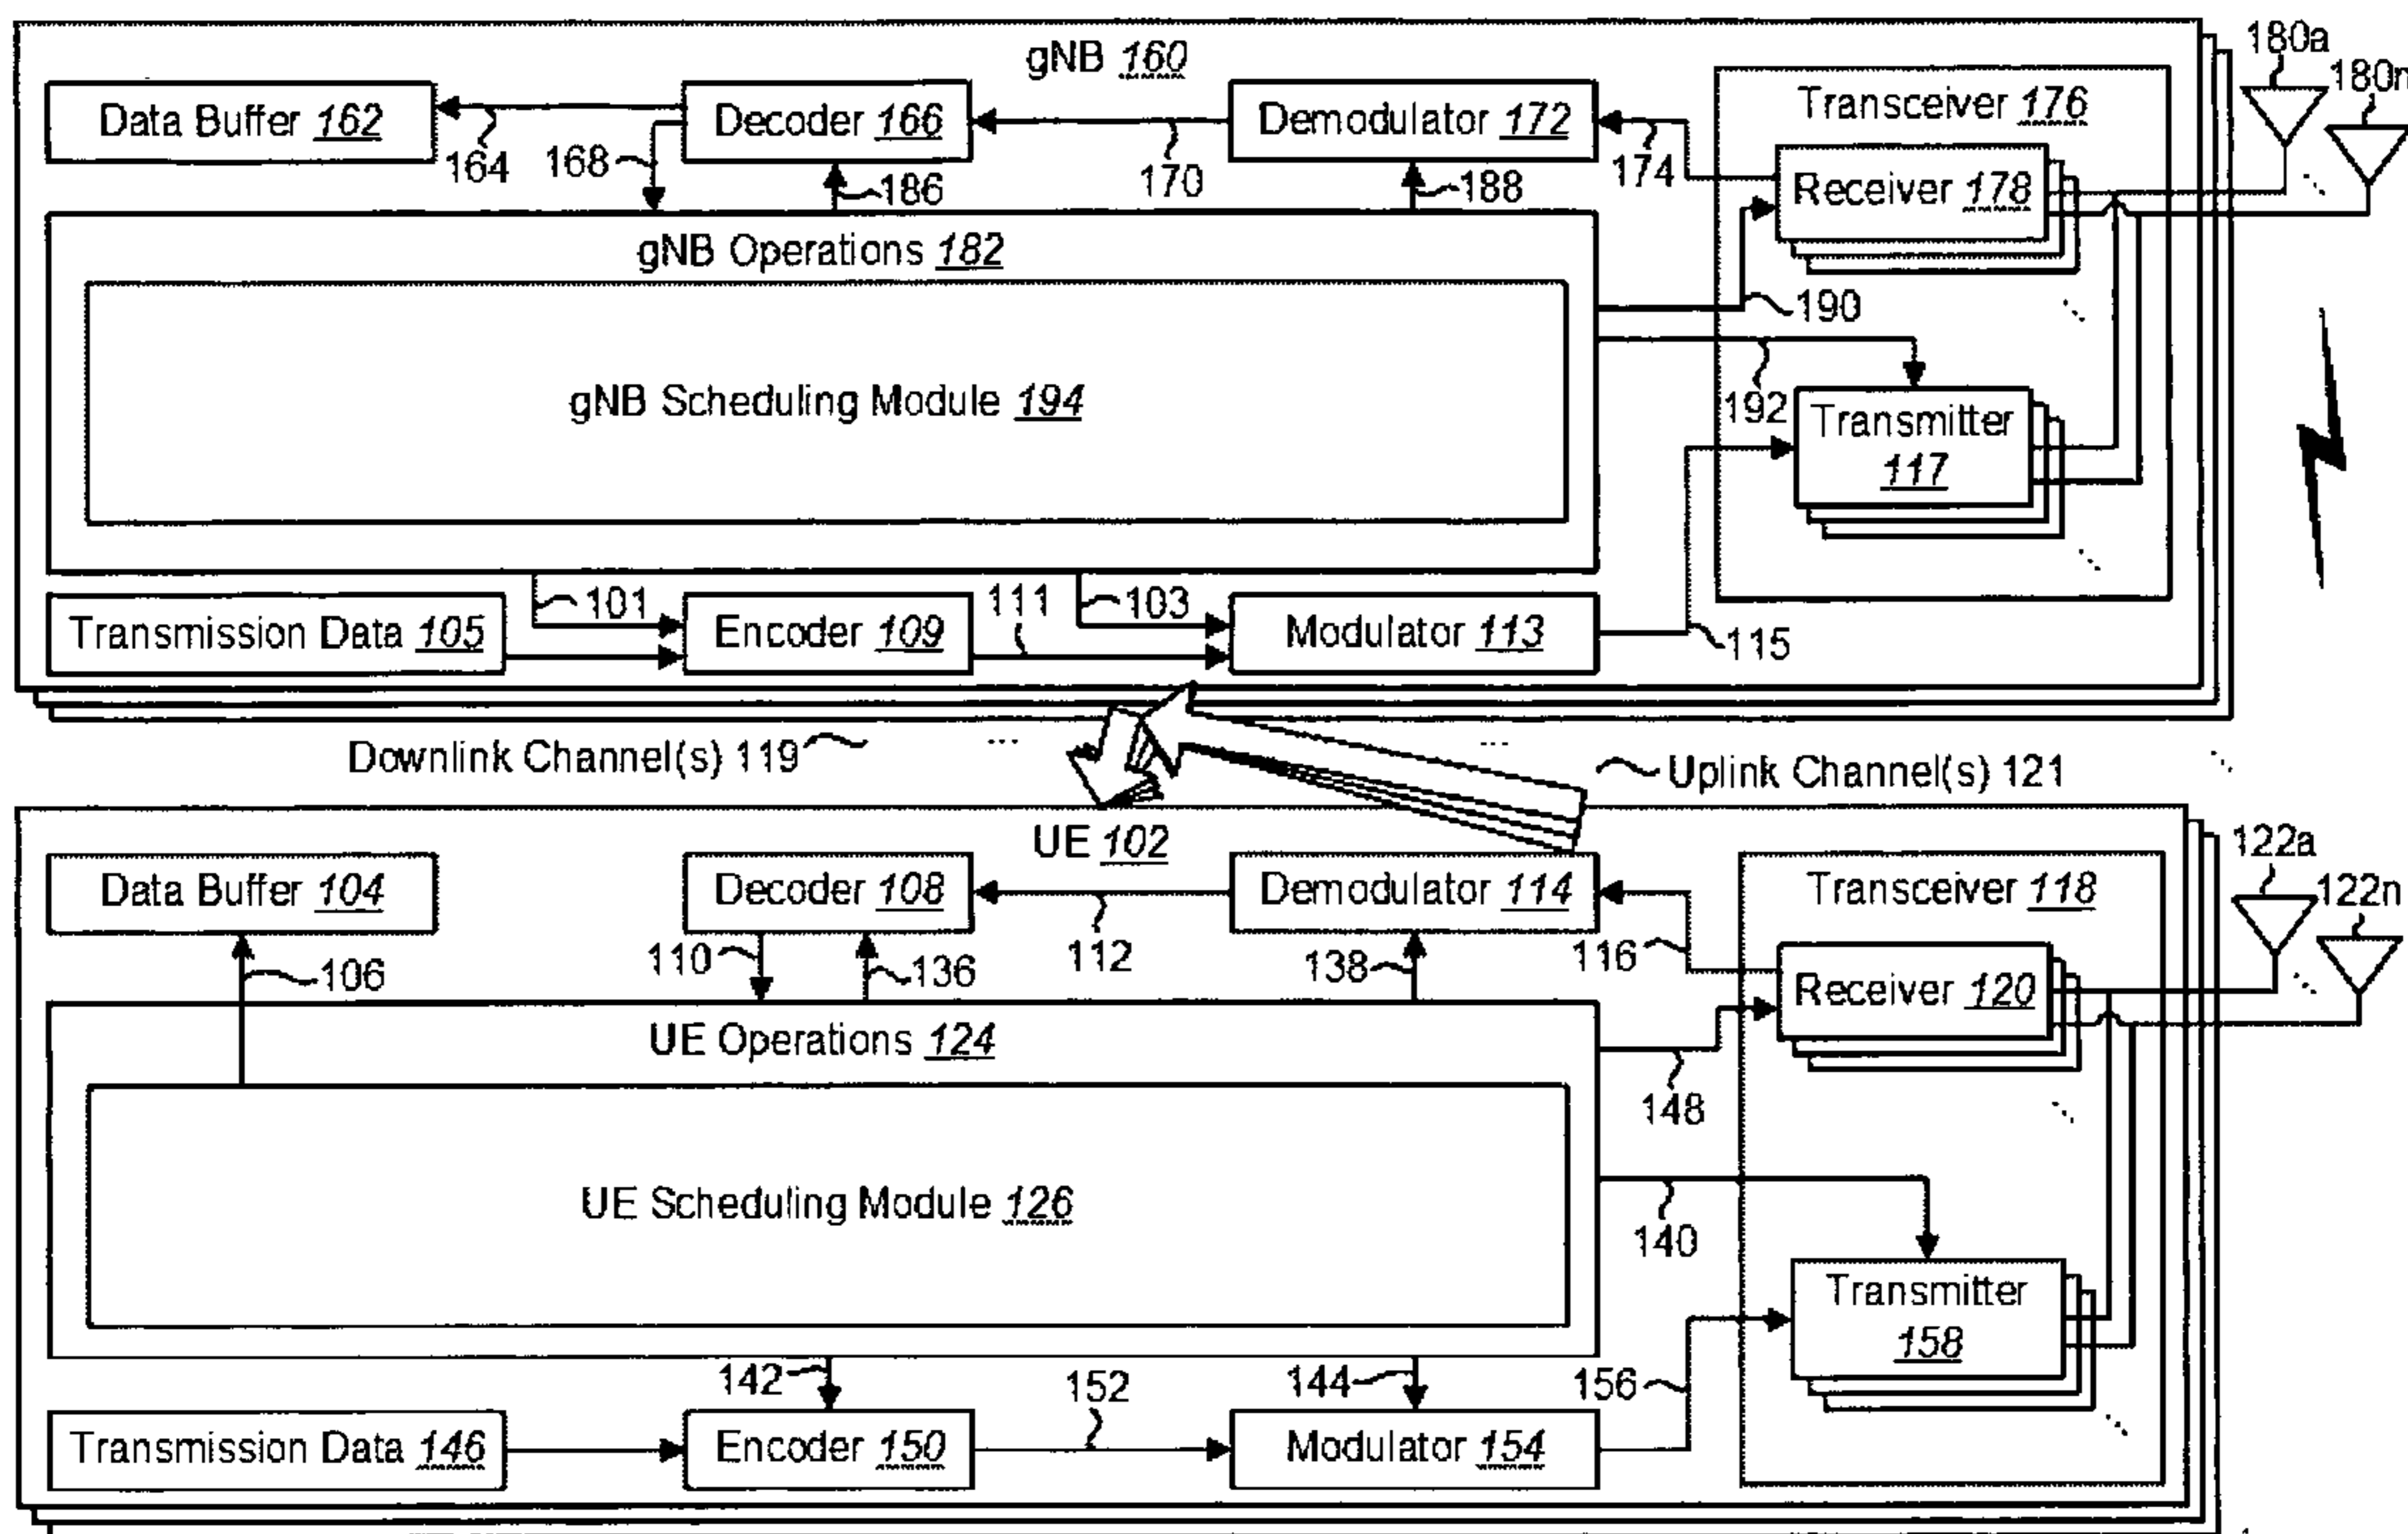 gNB 160
180a
180n
Data Buffer 162
Decoder 166
Demodulator 172
Transceiver 176
164
168
186
170
188
174
Receiver 178
gNB Operations 182
190
gNB Scheduling Module 194
192
Transmitter
117
101
111
103
Transmission Data 105
Encoder 109
Modulator 113
115
Downlink Channel(s) 119
...
...
Uplink Channel(s) 121
UE 102
122a
122n
Data Buffer 104
Decoder 108
Demodulator 114
Transceiver 118
106
110
136
112
138
116
Receiver 120
UE Operations 124
148
UE Scheduling Module 126
140
Transmitter
158
142
152
144
156
Transmission Data 146
Encoder 150
Modulator 154